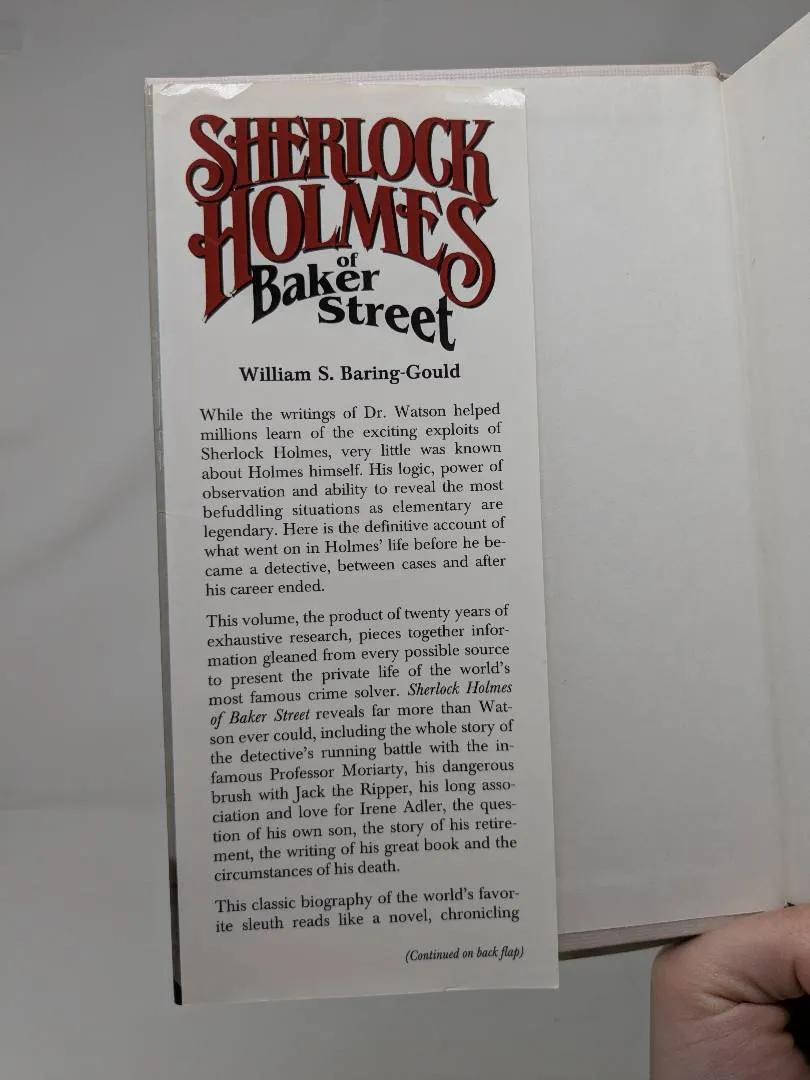 SHERLOCK
HOLMES
of
Baker
Street
William S. Baring-Gould
While the writings of Dr. Watson helped
millions learn of the exciting exploits of
Sherlock Holmes, very little was known
about Holmes himself. His logic, power of
observation and ability to reveal the most
befuddling situations as elementary are
legendary. Here is the definitive account of
what went on in Holmes' life before he be-
came a detective, between cases and after
his career ended.
This volume, the product of twenty years of
exhaustive research, pieces together infor-
mation gleaned from every possible source
to present the private life of the world's
most famous crime solver. Sherlock Holmes
of Baker Street reveals far more than Wat-
son ever could, including the whole story of
the detective's running battle with the in-
famous Professor Moriarty, his dangerous
brush with Jack the Ripper, his long asso-
ciation and love for Irene Adler, the ques-
tion of his own son, the story of his retire-
ment, the writing of his great book and the
circumstances of his death.
This classic biography of the world's favor-
ite sleuth reads like a novel, chronicling
(Continued on back flap)